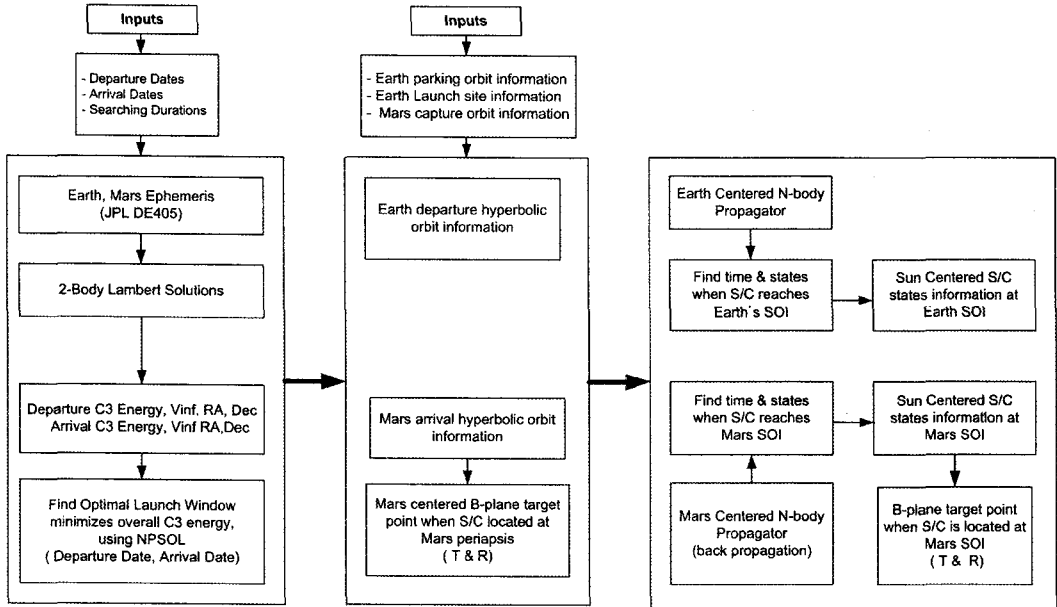 Inputs
- Departure Dates
- Arrival Dates
- Searching Durations
Earth, Mars Ephemeris
(JPL DE405)
2-Body Lambert Solutions
Departure C3 Energy, Vinf, RA, Dec
Arrival C3 Energy, Vinf RA,Dec
Find Optimal Launch Window
minimizes overall C3 energy,
using NPSOL
( Departure Date, Arrival Date)
Inputs
- Earth parking orbit information
- Earth Launch site information
- Mars capture orbit information
Earth departure hyperbolic
orbit information
Mars arrival hyperbolic orbit
information
Mars centered B-plane target
point when S/C located at
Mars periapsis
( T & R)
Earth Centered N-body
Propagator
Find time & states
when S/C reaches
Earth's SOI
Sun Centered S/C
states information at
Earth SOI
Find time & states
when S/C reaches
Mars SOI
Sun Centered S/C
states information at
Mars SOI
Mars Centered N-body
Propagator
(back propagation)
B-plane target point
when S/C is located at
Mars SOI
( T & R)